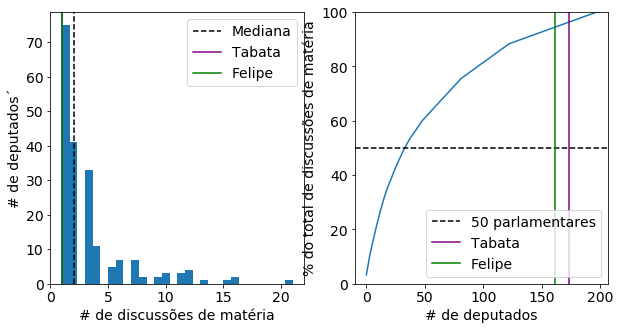 # de deputados´
70
60
50
40
30
20
10
0
0 5 10 15 20
# de discussões de matéria
Mediana
Tabata
Felipe
% do total de discussões de matéria
100
80
60
40
20
0
0 50 100 150 200
# de deputados
50 parlamentares
Tabata
Felipe